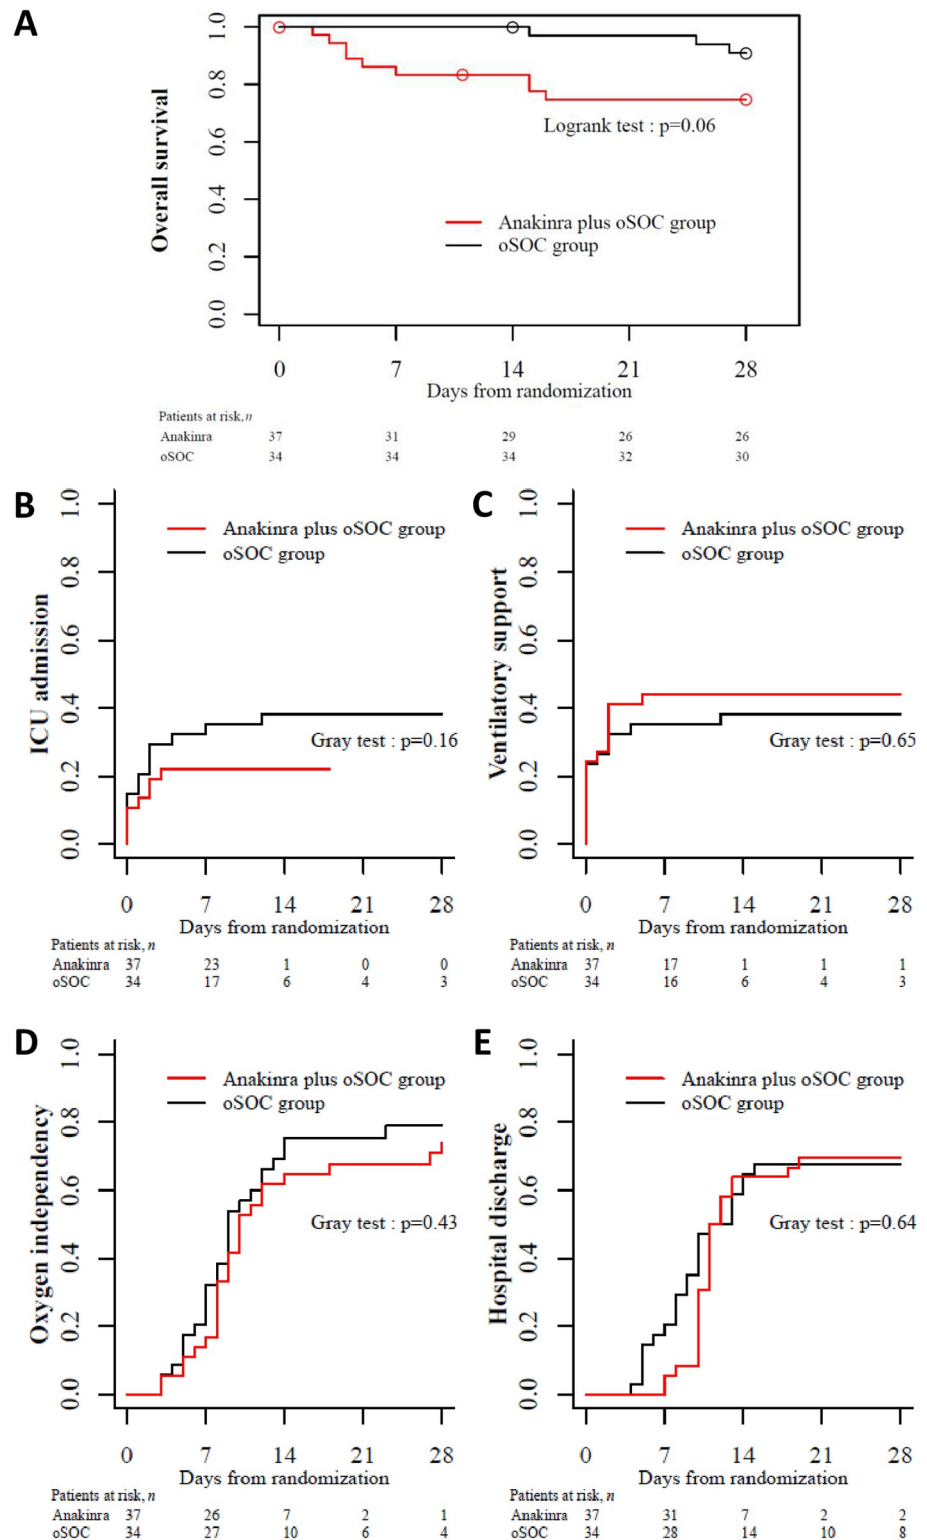 A
1.0
0.8
0.6
0.4
0.2
0.0
Overall survival
Logrank test : p=0.06
Anakinra plus oSOC group
oSOC group
0 7 14 21 28
Days from randomization
Patients at risk, n
Anakinra 37 31 29 26 26
oSOC 34 34 34 32 30
B
1.0
0.8
0.6
0.4
0.2
0.0
ICU admission
Anakinra plus oSOC group
oSOC group
Gray test : p=0.16
0 7 14 21 28
Days from randomization
Patients at risk, n
Anakinra 37 23 1 0 0
oSOC 34 17 6 4 3
C
1.0
0.8
0.6
0.4
0.2
0.0
Ventilatory support
Anakinra plus oSOC group
oSOC group
Gray test : p=0.65
0 7 14 21 28
Days from randomization
Patients at risk, n
Anakinra 37 17 1 1 1
oSOC 34 16 6 4 3
D
1.0
0.8
0.6
0.4
0.2
0.0
Oxygen independency
Anakinra plus oSOC group
oSOC group
Gray test : p=0.43
0 7 14 21 28
Days from randomization
Patients at risk, n
Anakinra 37 26 7 2 1
oSOC 34 27 10 6 4
E
1.0
0.8
0.6
0.4
0.2
0.0
Hospital discharge
Anakinra plus oSOC group
oSOC group
Gray test : p=0.64
0 7 14 21 28
Days from randomization
Patients at risk, n
Anakinra 37 31 7 2 2
oSOC 34 28 14 10 8